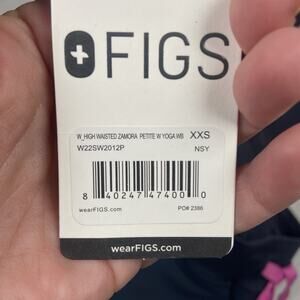 FIGS
W_HIGH WAISTED ZAMORA PETITE W YOGA WB XXS
W22SW2012P NSY
8 40247 47400 0
wearFIGS.com PO# 2386
wearFIGS.com